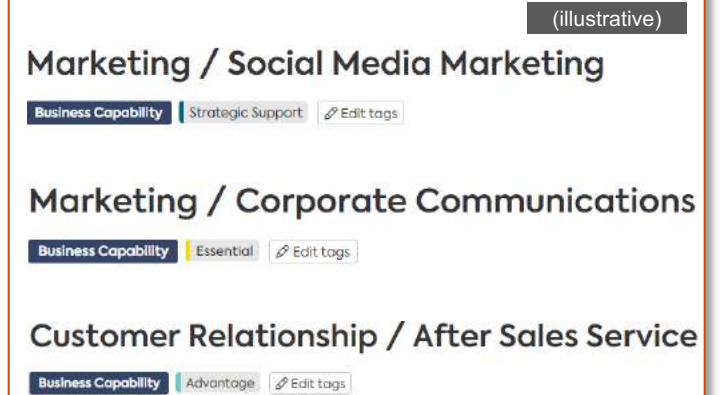 (illustrative)
Marketing / Social Media Marketing
Business Capability Strategic Support Edit tags
Marketing / Corporate Communications
Business Capability Essential Edit tags
Customer Relationship / After Sales Service
Business Capability Advantage Edit tags